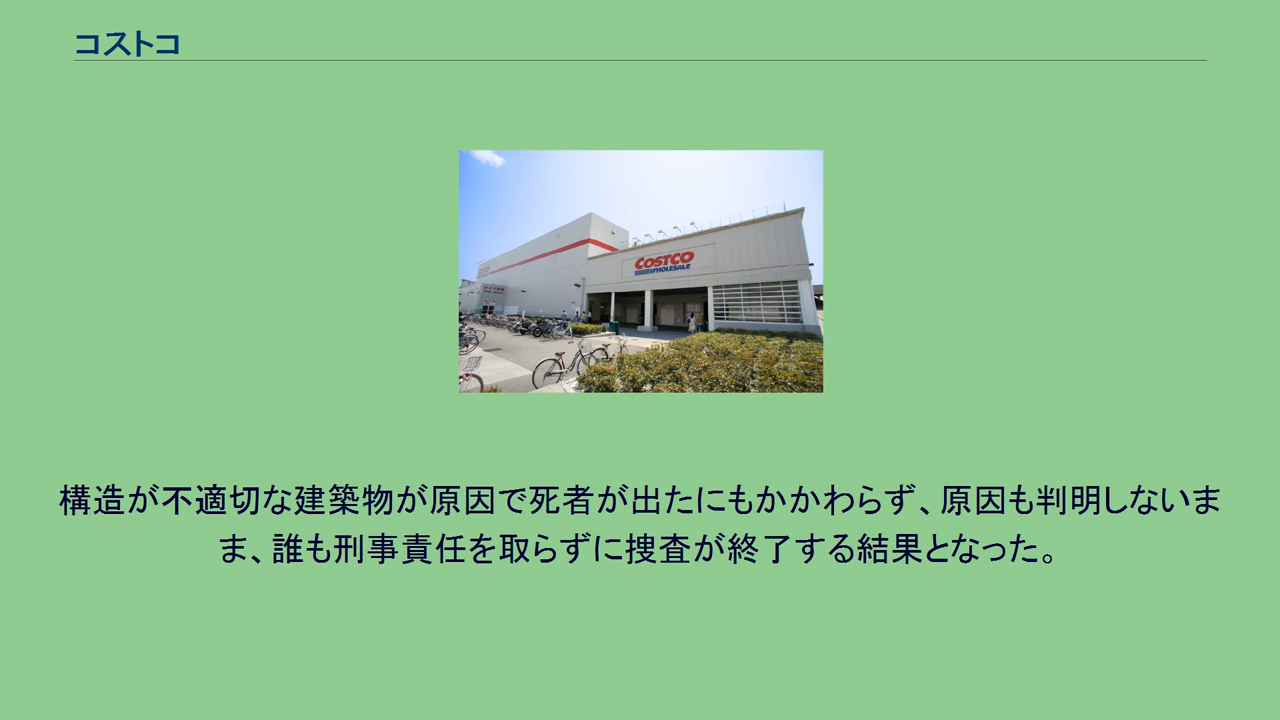 コストコ
COSTCO
WHOLESALE
構造が不適切な建築物が原因で死者が出たにもかかわらず、原因も判明しないま
ま、誰も刑事責任を取らずに捜査が終了する結果となった。